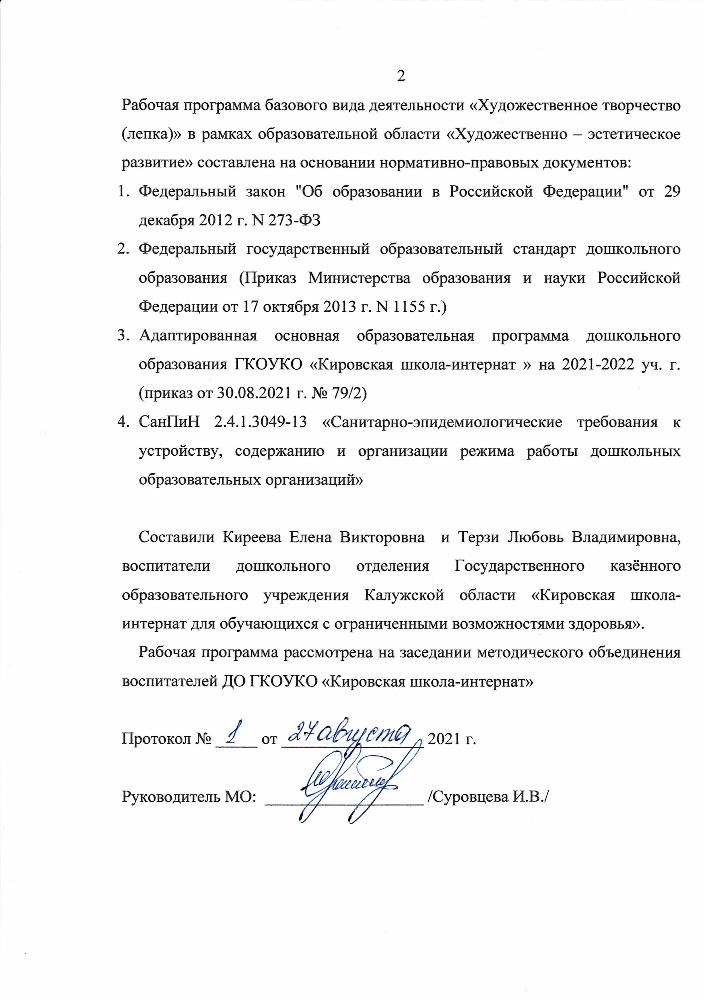 2
Рабочая программа базового вида деятельности «Художественное творчество
(лепка)» в рамках образовательной области «Художественно – эстетическое
развитие» составлена на основании нормативно-правовых документов:
1. Федеральный закон "Об образовании в Российской Федерации" от 29
декабря 2012 г. N 273-ФЗ
2. Федеральный государственный образовательный стандарт дошкольного
образования (Приказ Министерства образования и науки Российской
Федерации от 17 октября 2013 г. N 1155 г.)
3. Адаптированная основная образовательная программа дошкольного
образования ГКОУКО «Кировская школа-интернат » на 2021-2022 уч. г.
(приказ от 30.08.2021 г. № 79/2)
4. СанПиН 2.4.1.3049-13 «Санитарно-эпидемиологические требования к
устройству, содержанию и организации режима работы дошкольных
образовательных организаций»
Составили Киреева Елена Викторовна и Терзи Любовь Владимировна,
воспитатели дошкольного отделения Государственного казённого
образовательного учреждения Калужской области «Кировская школа-
интернат для обучающихся с ограниченными возможностями здоровья».
Рабочая программа рассмотрена на заседании методического объединения
воспитателей ДО ГКОУКО «Кировская школа-интернат»
Протокол № 1 от 27 августа 2021 г.
Руководитель МО: /Суровцева И.В./